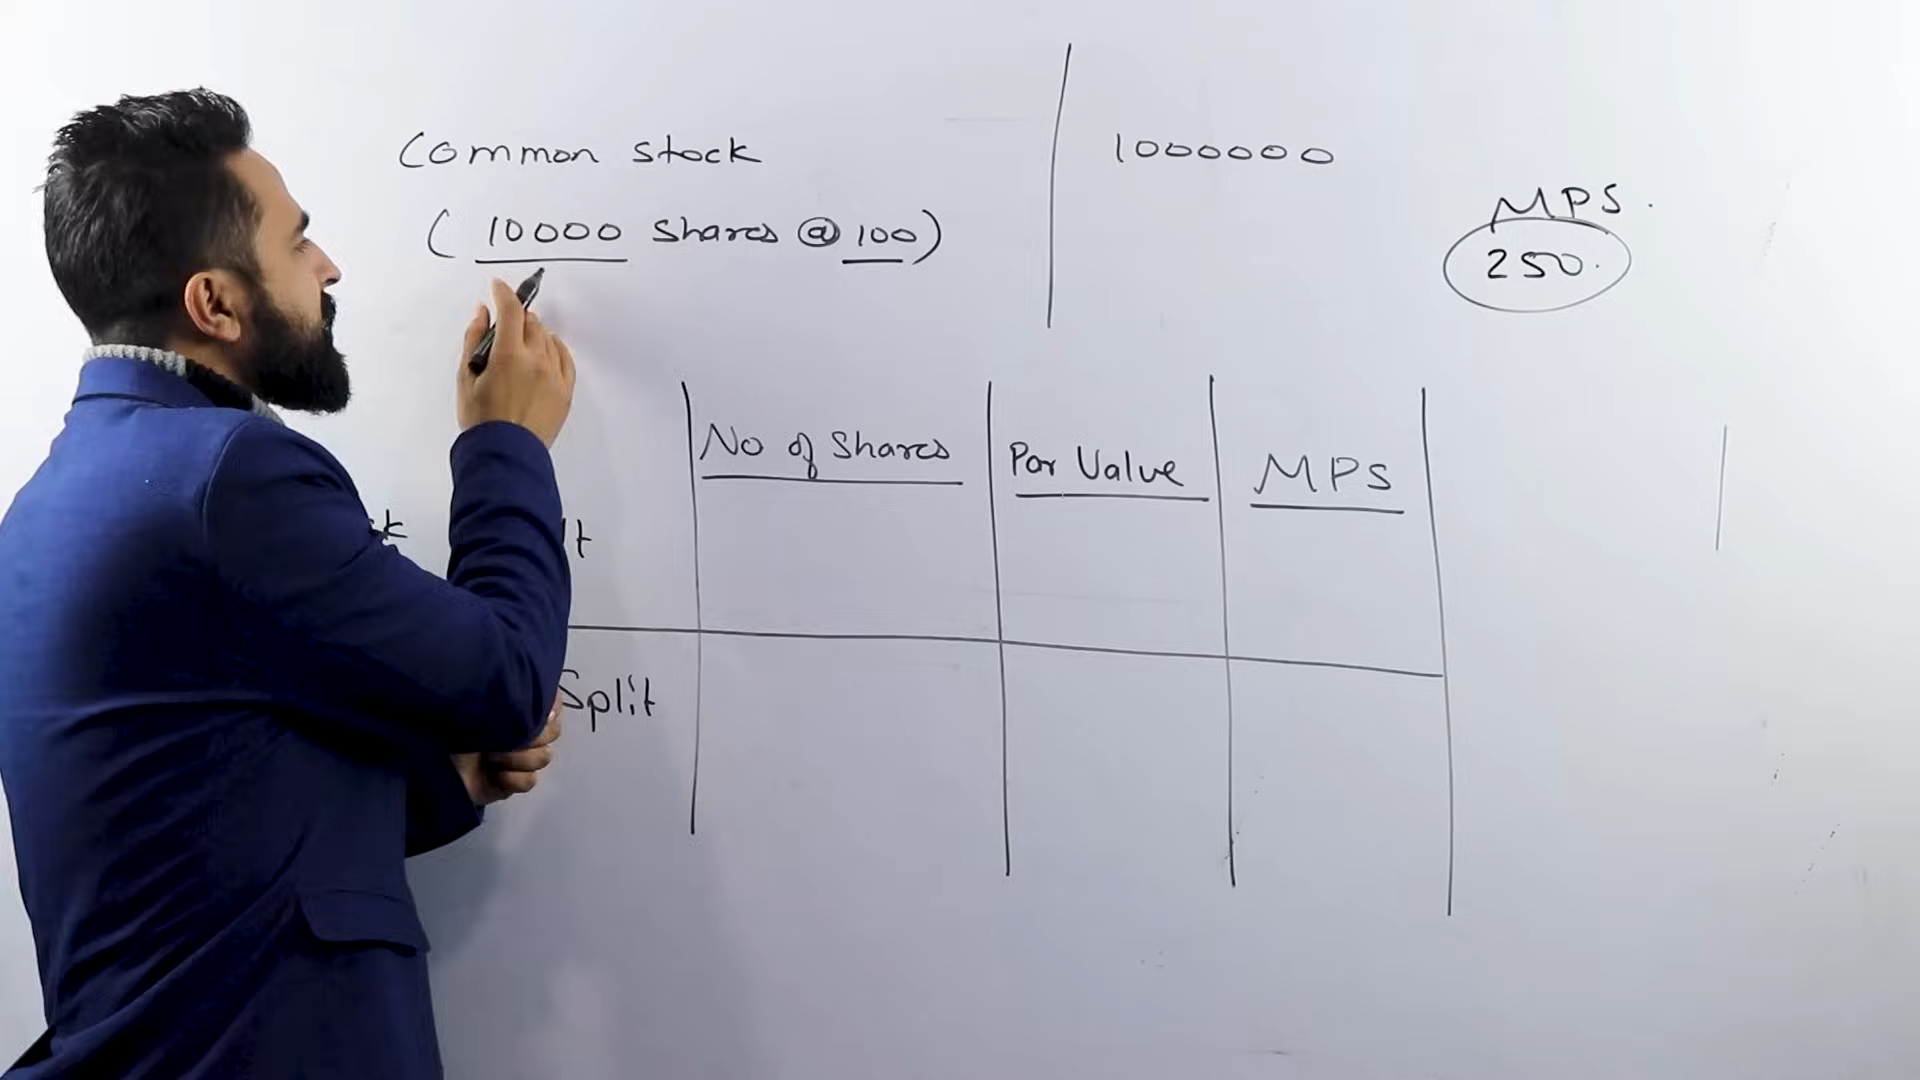 Common stock
1000000
(10000 shares @ 100)
MPS.
250.
No of Shares
Par Value
MPS
Split